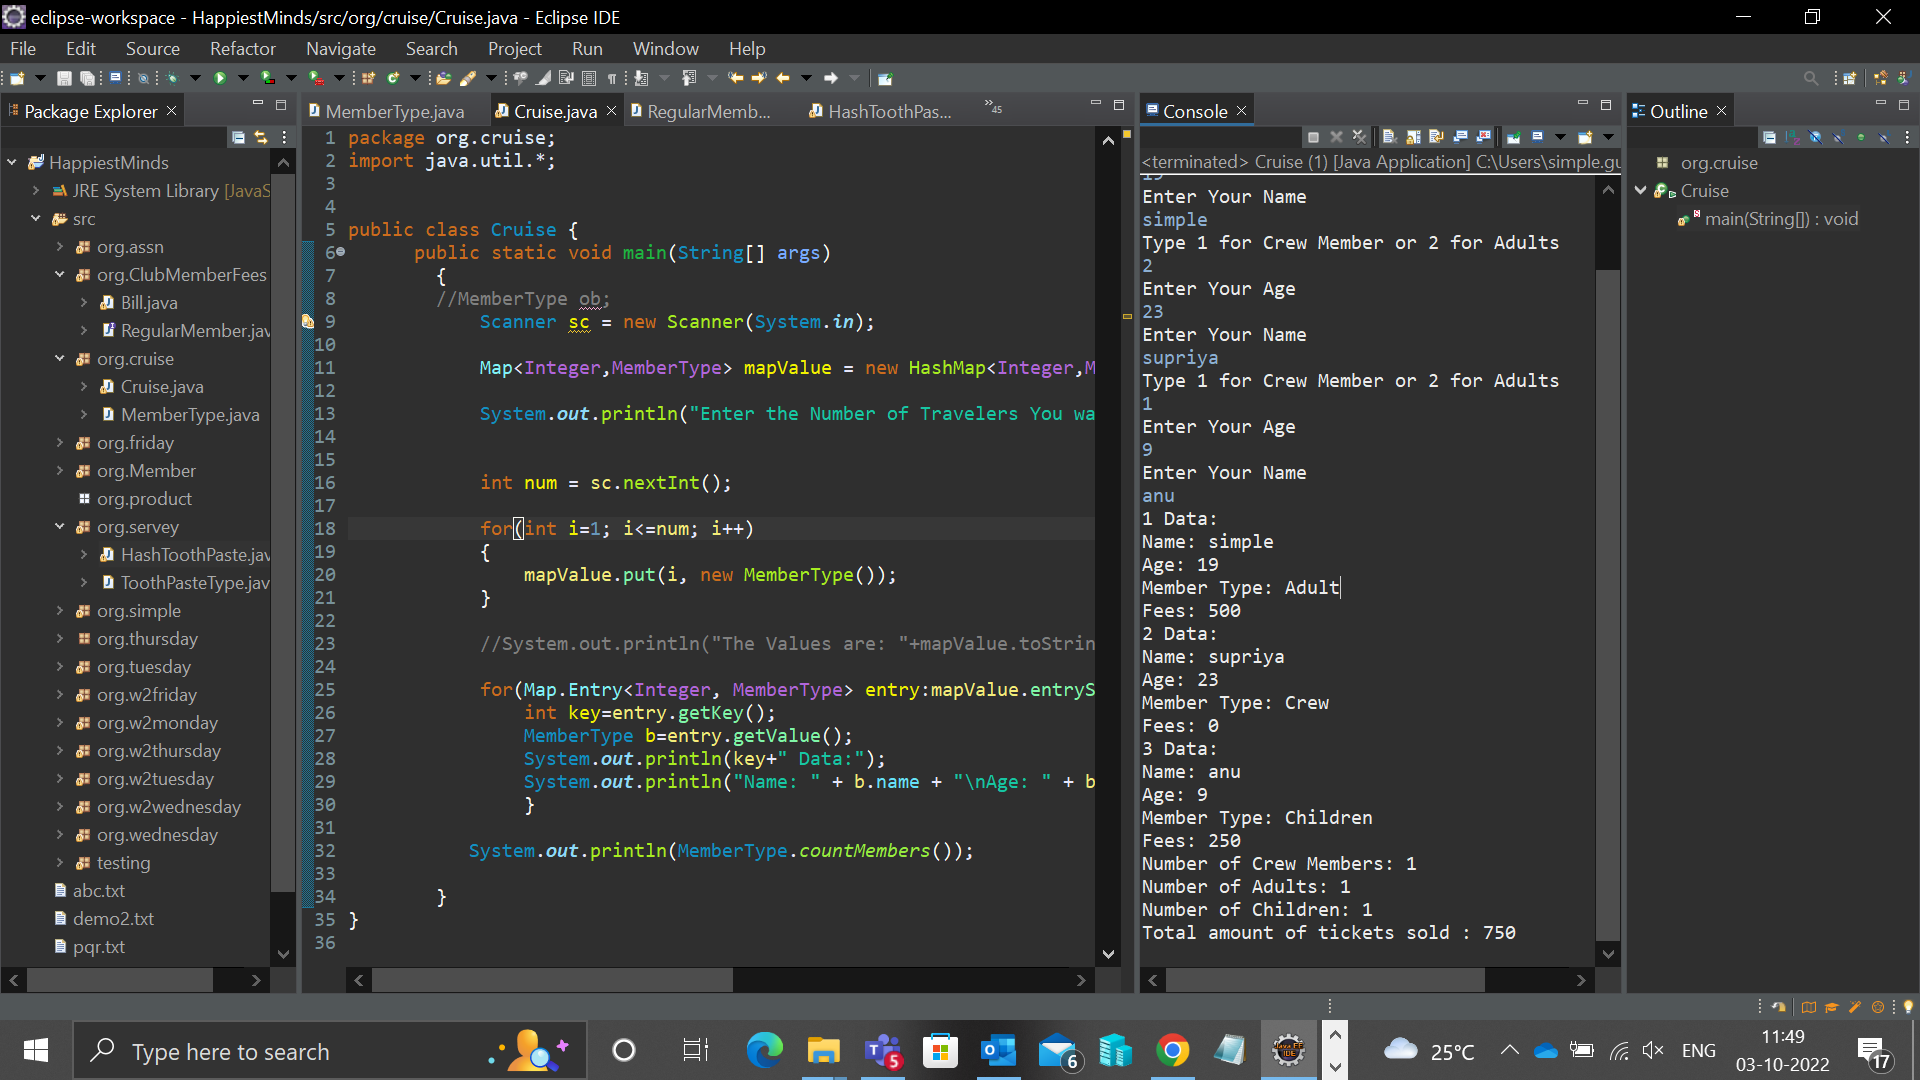 eclipse-workspace - HappiestMinds/src/org/cruise/Cruise.java - Eclipse IDE
File Edit Source Refactor Navigate Search Project Run Window Help
Package Explorer
HappiestMinds
JRE System Library [JavaS
src
org.assn
org.ClubMemberFees
Bill.java
RegularMember.jav
org.cruise
Cruise.java
MemberType.java
org.friday
org.Member
org.product
org.servey
HashToothPaste.jav
ToothPasteType.jav
org.simple
org.thursday
org.tuesday
org.w2friday
org.w2monday
org.w2thursday
org.w2tuesday
org.w2wednesday
org.wednesday
testing
abc.txt
demo2.txt
pqr.txt
MemberType.java Cruise.java RegularMemb... HashToothPas... »45
1 package org.cruise;
2 import java.util.*;
3
4
5 public class Cruise {
6 public static void main(String[] args)
7 {
8 //MemberType ob;
9 Scanner sc = new Scanner(System.in);
10
11 Map<Integer,MemberType> mapValue = new HashMap<Integer,M
12
13 System.out.println("Enter the Number of Travelers You wa
14
15
16 int num = sc.nextInt();
17
18 for(int i=1; i<=num; i++)
19 {
20 mapValue.put(i, new MemberType());
21 }
22
23 //System.out.println("The Values are: "+mapValue.toStrin
24
25 for(Map.Entry<Integer, MemberType> entry:mapValue.entryS
26 int key=entry.getKey();
27 MemberType b=entry.getValue();
28 System.out.println(key+" Data:");
29 System.out.println("Name: " + b.name + "\nAge: " + b
30 }
31
32 System.out.println(MemberType.countMembers());
33
34 }
35 }
36
Console
<terminated> Cruise (1) [Java Application] C:\Users\simple.gu
19
Enter Your Name
simple
Type 1 for Crew Member or 2 for Adults
2
Enter Your Age
23
Enter Your Name
supriya
Type 1 for Crew Member or 2 for Adults
1
Enter Your Age
9
Enter Your Name
anu
1 Data:
Name: simple
Age: 19
Member Type: Adult
Fees: 500
2 Data:
Name: supriya
Age: 23
Member Type: Crew
Fees: 0
3 Data:
Name: anu
Age: 9
Member Type: Children
Fees: 250
Number of Crew Members: 1
Number of Adults: 1
Number of Children: 1
Total amount of tickets sold : 750
Outline
org.cruise
Cruise
main(String[]) : void
Type here to search
5
6
Java EE
IDE
25°C
ENG
11:49
03-10-2022
17